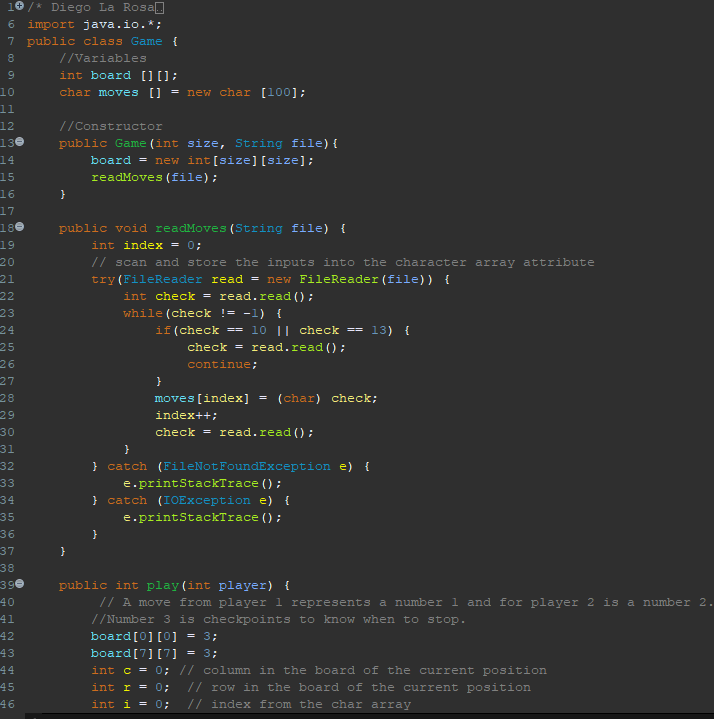 1 /* Diego La Rosa
6 import java.io.*;
7 public class Game {
8 //Variables
9 int board [][];
10 char moves [] = new char [100];
11
12 //Constructor
13 public Game(int size, String file){
14 board = new int[size][size];
15 readMoves(file);
16 }
17
18 public void readMoves(String file) {
19 int index = 0;
20 // scan and store the inputs into the character array attribute
21 try(FileReader read = new FileReader(file)) {
22 int check = read.read();
23 while(check != -1) {
24 if(check == 10 || check == 13) {
25 check = read.read();
26 continue;
27 }
28 moves[index] = (char) check;
29 index++;
30 check = read.read();
31 }
32 } catch (FileNotFoundException e) {
33 e.printStackTrace();
34 } catch (IOException e) {
35 e.printStackTrace();
36 }
37 }
38
39 public int play(int player) {
40 // A move from player 1 represents a number 1 and for player 2 is a number 2.
41 //Number 3 is checkpoints to know when to stop.
42 board[0][0] = 3;
43 board[7][7] = 3;
44 int c = 0; // column in the board of the current position
45 int r = 0; // row in the board of the current position
46 int i = 0; // index from the char array